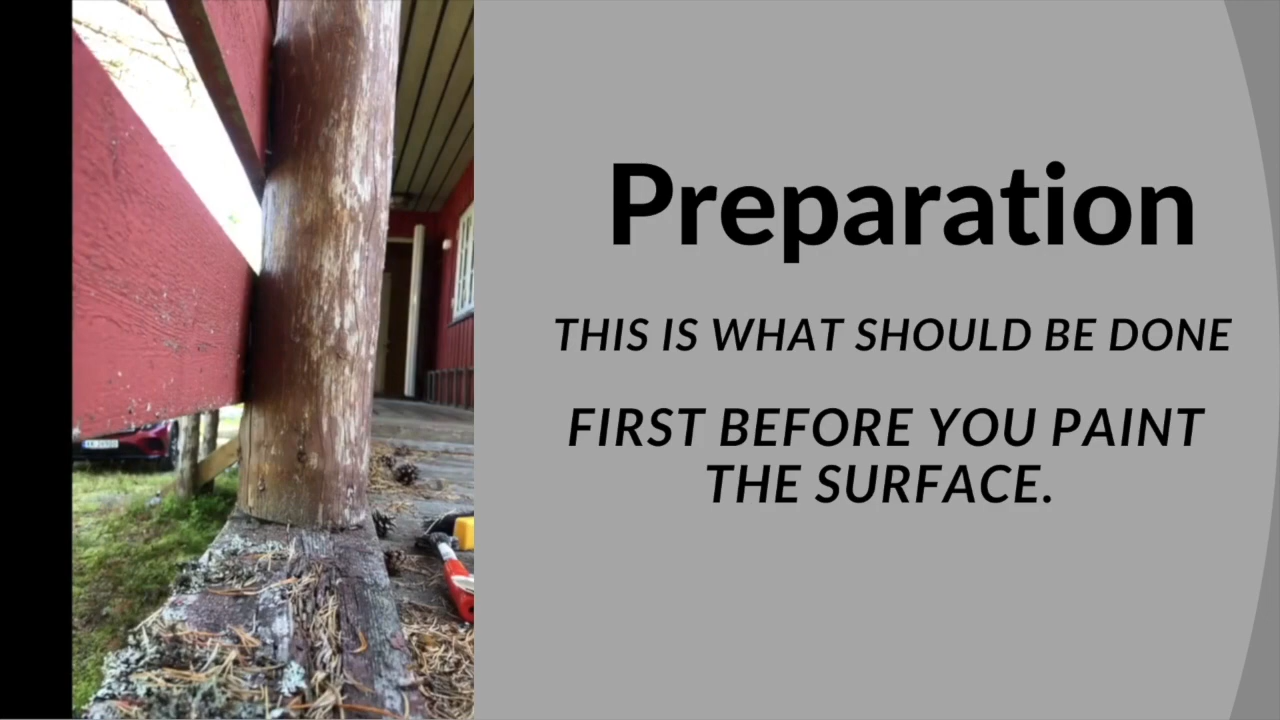 Preparation
THIS IS WHAT SHOULD BE DONE
FIRST BEFORE YOU PAINT
THE SURFACE.